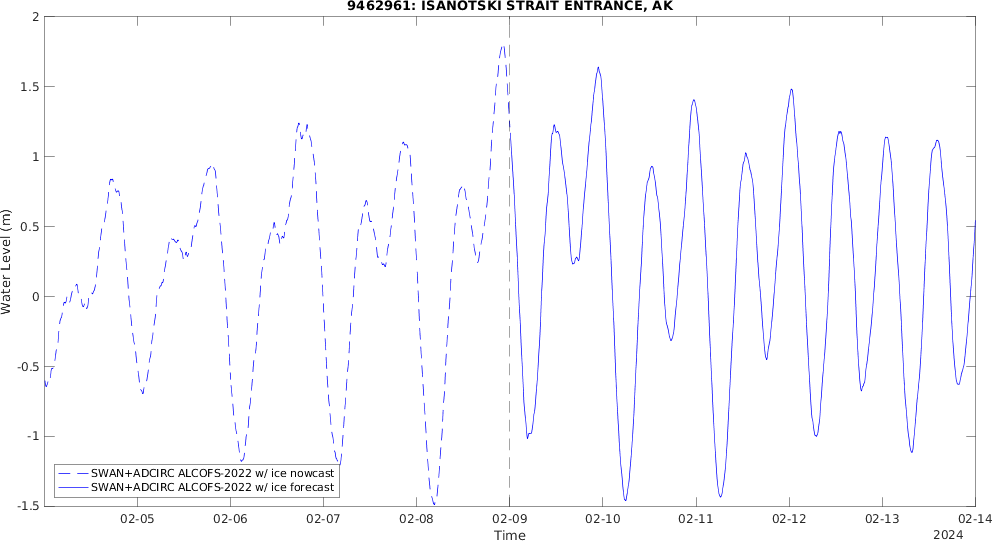 9462961: ISANOTSKI STRAIT ENTRANCE, AK
2
1.5
1
0.5
0
-0.5
-1
-1.5
Water Level (m)
SWAN+ADCIRC ALCOFS-2022 w/ ice nowcast
SWAN+ADCIRC ALCOFS-2022 w/ ice forecast
02-05 02-06 02-07 02-08 02-09 02-10 02-11 02-12 02-13 02-14
Time
2024